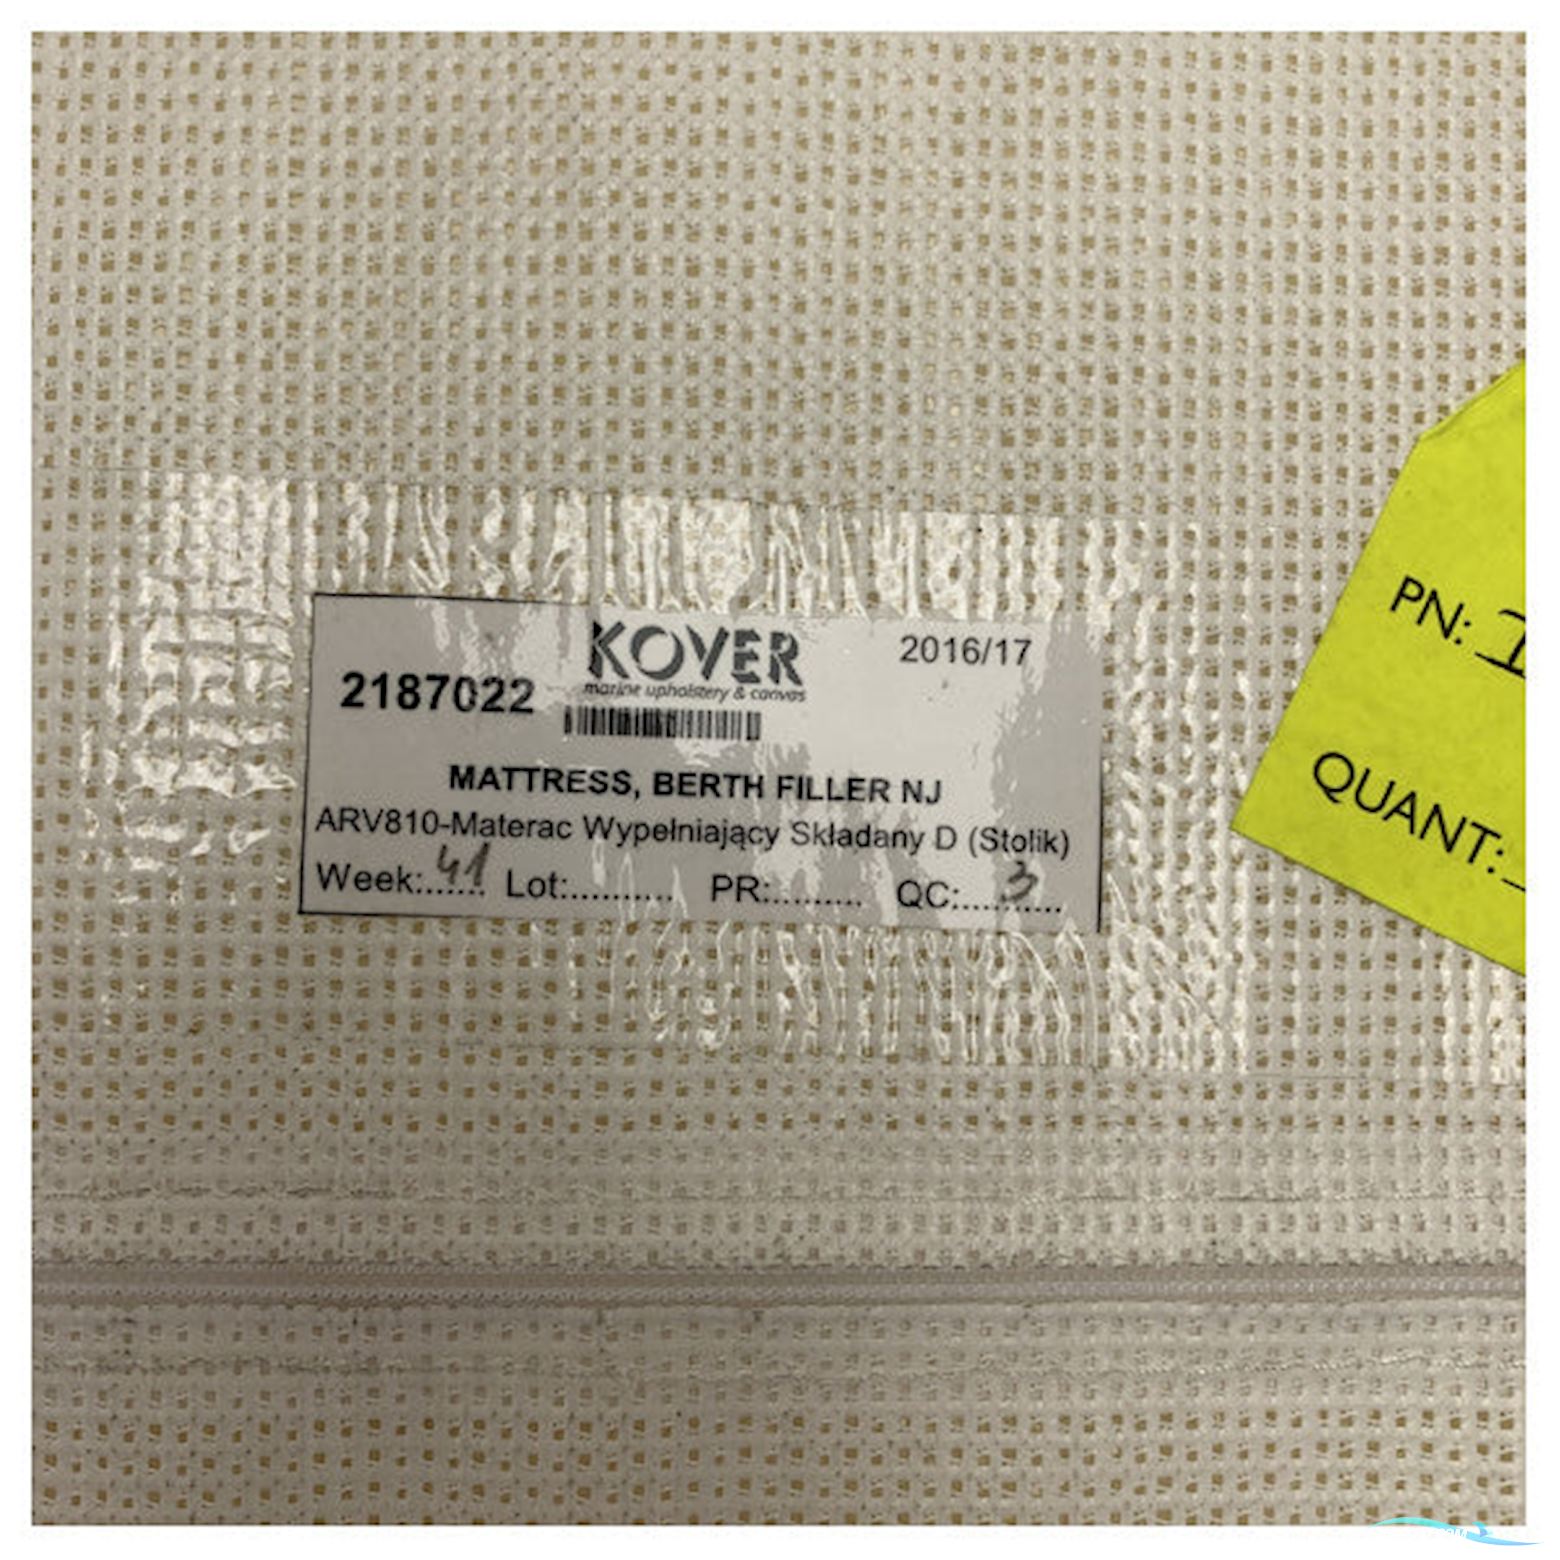 KOVER
marine upholstery & canvas
2016/17
2187022
MATTRESS, BERTH FILLER NJ
ARV810-Materac Wypełniający Składany D (Stolik)
Week:...41... Lot:............ PR:.......... QC:.....3......
PN:
QUANT: